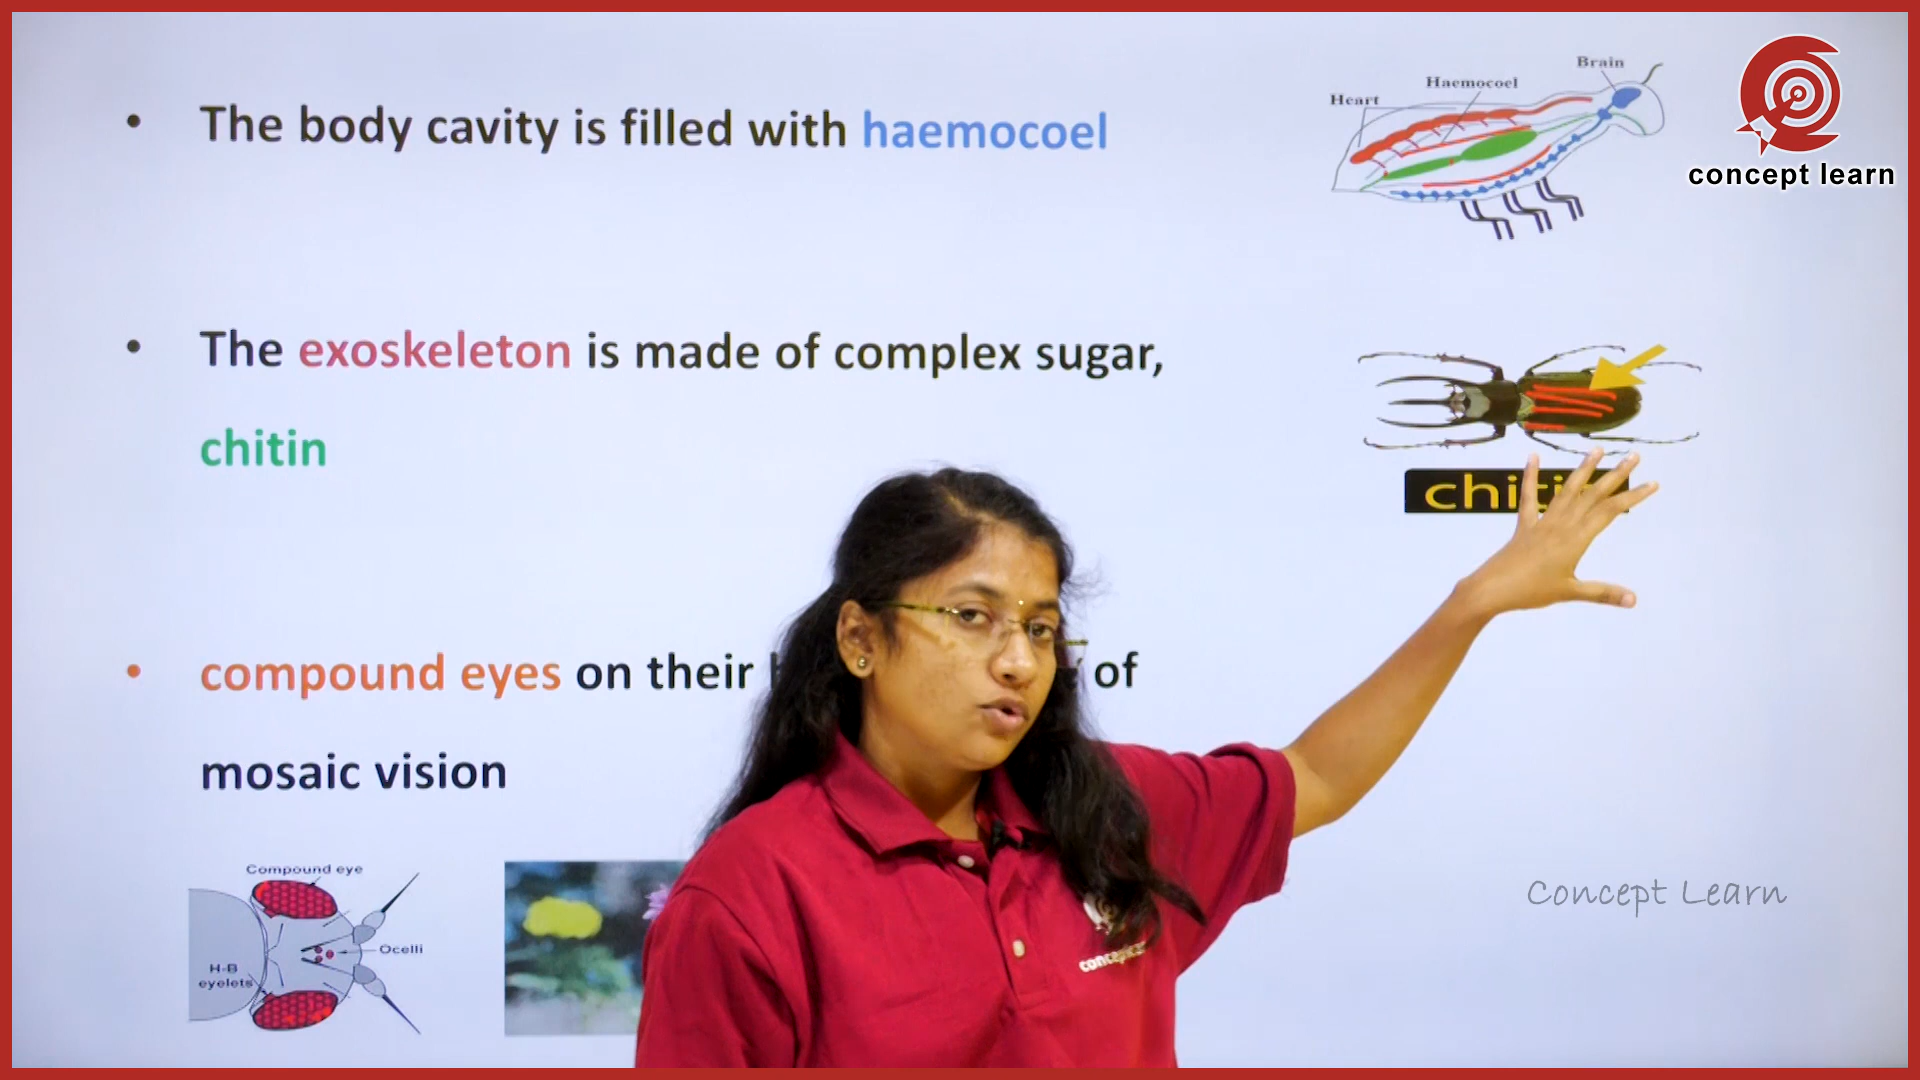 • The body cavity is filled with haemocoel
Heart
Haemocoel
Brain
concept learn
• The exoskeleton is made of complex sugar,
chitin
• compound eyes on their of
mosaic vision
Compound eye
Ocelli
H-B
eyelets
Concept Learn